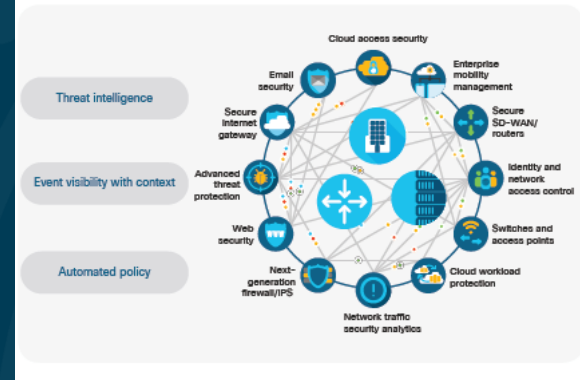 Threat intelligence
Event visibility with context
Automated policy
Cloud access security
Enterprise
mobility
management
Secure
SD-WAN/
routers
Identity and
network
access control
Switches and
access points
Cloud workload
protection
Network traffic
security analytics
Next-
generation
firewall/IPS
Web
security
Advanced
threat
protection
Secure
internet
gateway
Email
security